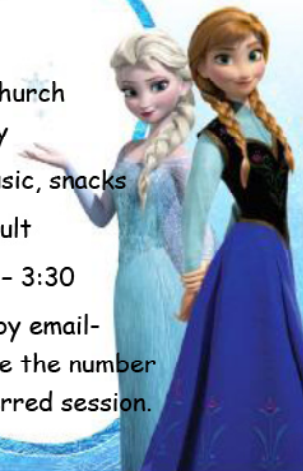 hurch
y
usic, snacks
ult
- 3:30
by email-
e the number
rred session.